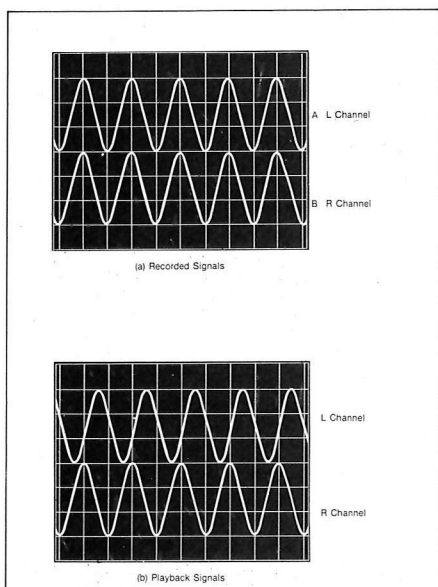 A L Channel
B R Channel
(a) Recorded Signals
L Channel
R Channel
(b) Playback Signals